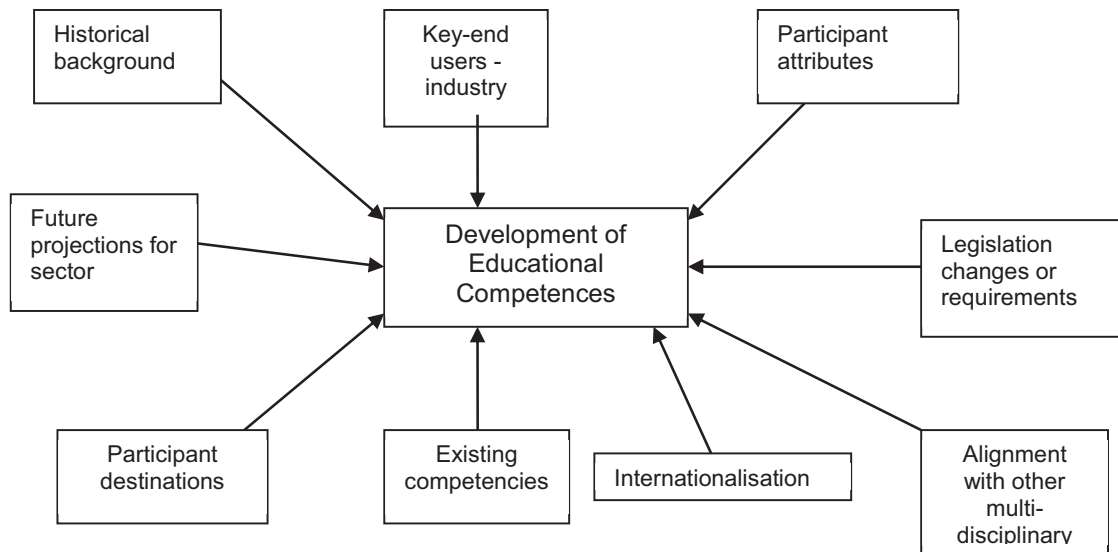 Historical
background
Key-end
users -
industry
Participant
attributes
Future
projections for
sector
Development of
Educational
Competences
Legislation
changes or
requirements
Participant
destinations
Existing
competencies
Internationalisation
Alignment
with other
multi-
disciplinary